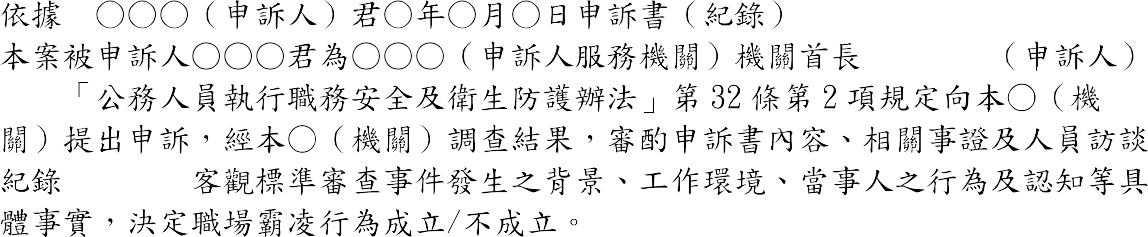 依據　○○○（申訴人）君○年○月○日申訴書（紀錄）
本案被申訴人○○○君為○○○（申訴人服務機關）機關首長　　　　（申訴人）
「公務人員執行職務安全及衛生防護辦法」第 32 條第 2 項規定向本○（機
關）提出申訴，經本○（機關）調查結果，審酌申訴書內容、相關事證及人員訪談
紀錄　　　　客觀標準審查事件發生之背景、工作環境、當事人之行為及認知等具
體事實，決定職場霸凌行為成立/不成立。